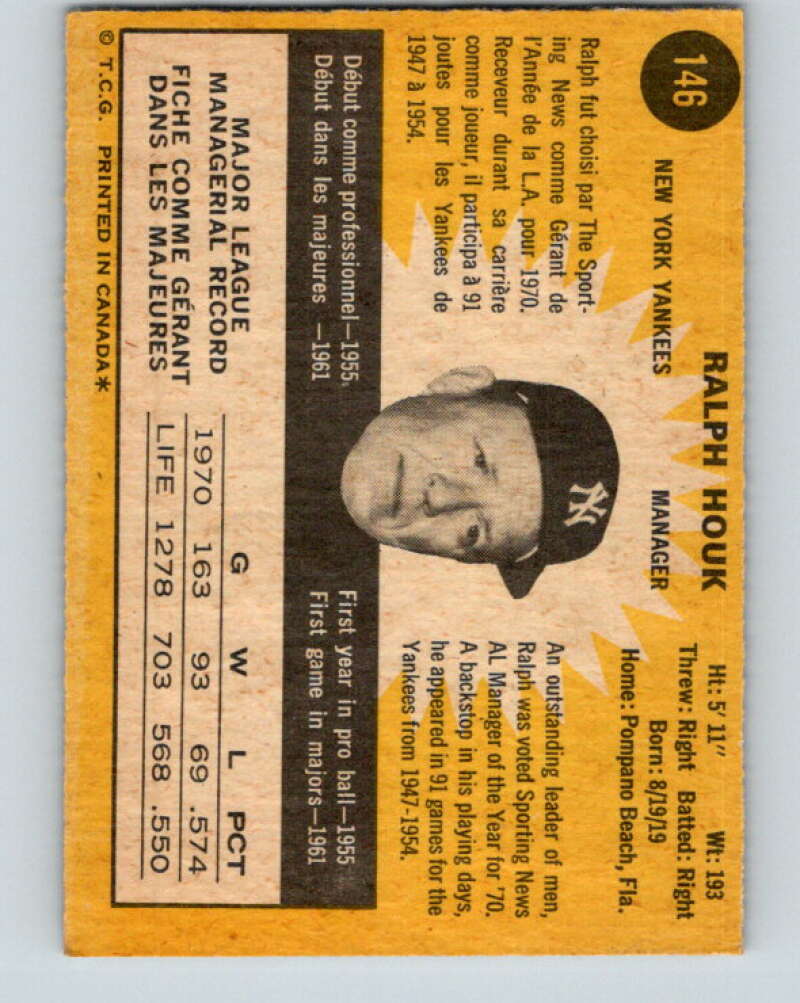 146
RALPH HOUK
NEW YORK YANKEES
MANAGER
Ht: 5' 11" Wt: 193
Threw: Right Batted: Right
Born: 8/19/19
Home: Pompano Beach, Fla.
Ralph fut choisi par The Sport-
ing News comme Gérant de
l'Année de la L.A. pour 1970.
Receveur durant sa carrière
comme joueur, il participa à 91
joutes pour les Yankees de
1947 à 1954.
NY
An outstanding leader of men,
Ralph was voted Sporting News
AL Manager of the Year for '70.
A backstop in his playing days,
he appeared in 91 games for the
Yankees from 1947-1954.
Début comme professionnel—1955
Début dans les majeures —1961
First year in pro ball—1955
First game in majors—1961
MAJOR LEAGUE
MANAGERIAL RECORD
FICHE COMME GÉRANT
DANS LES MAJEURES
G W L PCT
1970 163 93 69 .574
LIFE 1278 703 568 .550
© T.C.G. PRINTED IN CANADA*